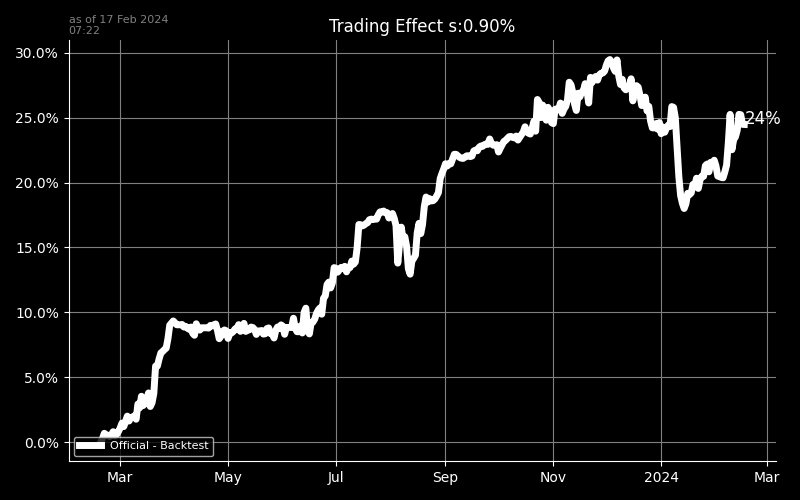 as of 17 Feb 2024
07:22
Trading Effect s:0.90%
30.0%
25.0%
20.0%
15.0%
10.0%
5.0%
0.0%
24%
Official - Backtest
Mar May Jul Sep Nov 2024 Mar